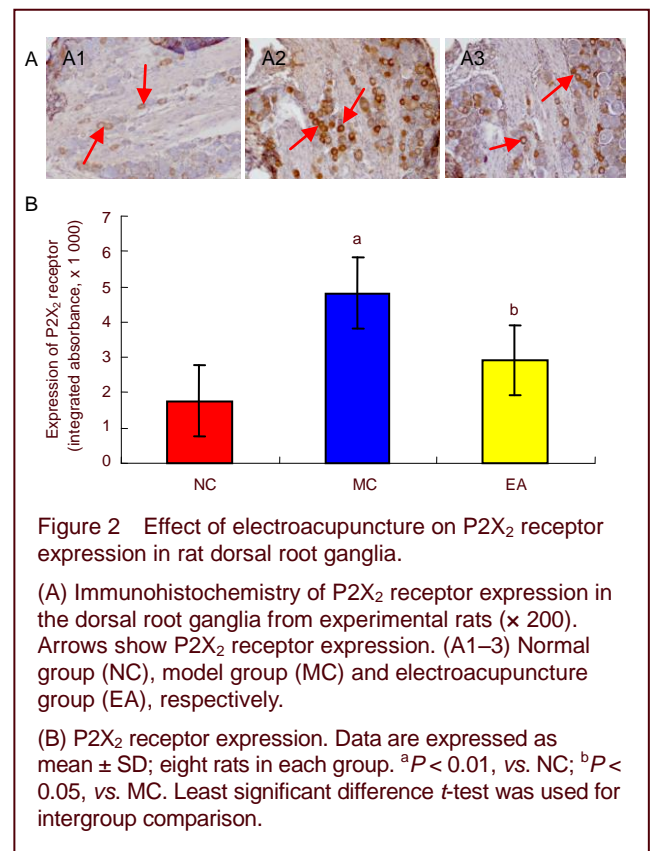 A A1 A2 A3
B
Expression of P2X₂ receptor
(integrated absorbance, x 1 000)
7
6
5
4
3
2
1
0
a
b
NC MC EA
Figure 2 Effect of electroacupuncture on P2X₂ receptor
expression in rat dorsal root ganglia.
(A) Immunohistochemistry of P2X₂ receptor expression in
the dorsal root ganglia from experimental rats (× 200).
Arrows show P2X₂ receptor expression. (A1–3) Normal
group (NC), model group (MC) and electroacupuncture
group (EA), respectively.
(B) P2X₂ receptor expression. Data are expressed as
mean ± SD; eight rats in each group. ᵃP < 0.01, vs. NC; ᵇP <
0.05, vs. MC. Least significant difference t-test was used for
intergroup comparison.